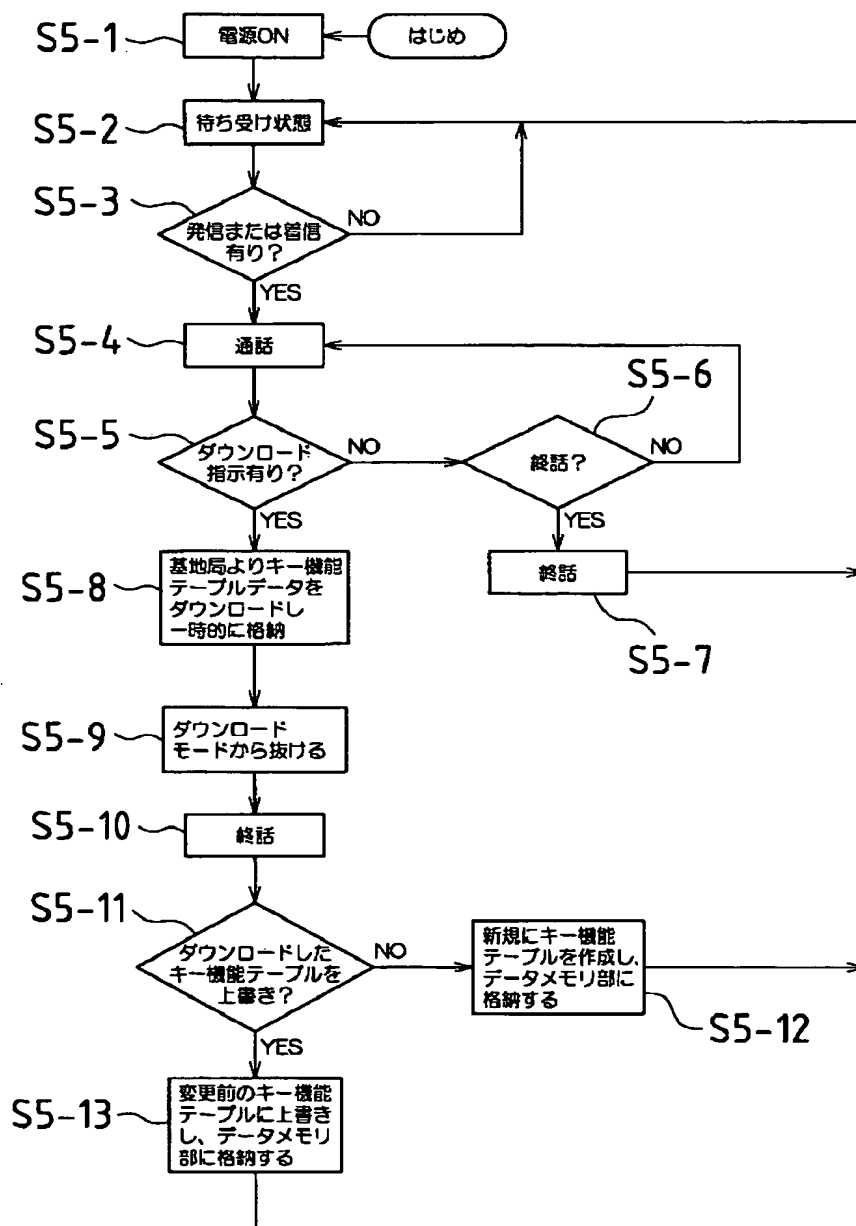 S5-1
電源ON
はじめ
S5-2
待ち受け状態
S5-3
発信または着信
有り？
NO
YES
S5-4
通話
S5-5
ダウンロード
指示有り？
NO
YES
S5-6
終話？
NO
YES
S5-7
終話
S5-8
基地局よりキー機能
テーブルデータを
ダウンロードし
一時的に格納
S5-9
ダウンロード
モードから抜ける
S5-10
終話
S5-11
ダウンロードした
キー機能テーブルを
上書き？
NO
YES
新規にキー機能
テーブルを作成し、
データメモリ部に
格納する
S5-12
S5-13
変更前のキー機能
テーブルに上書き
し、データメモリ
部に格納する